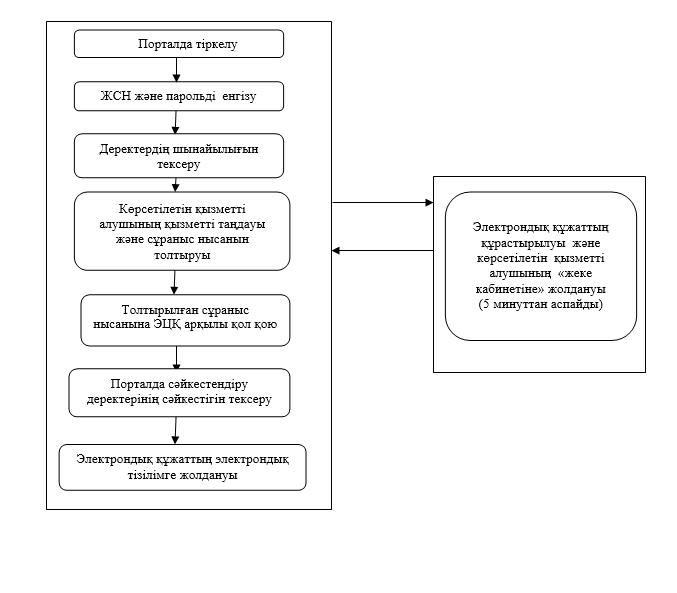 Порталда тіркелу
ЖСН және парольді енгізу
Деректердің шынайылығын
тексеру
Көрсетілетін қызметті
алушының қызметті таңдауы
және сұраныс нысанын
толтыруы
Толтырылған сұраныс
нысанына ЭЦҚ арқылы қол қою
Порталда сәйкестендіру
деректерінің сәйкестігін тексеру
Электрондық құжаттың электрондық
тізілімге жолдануы
Электрондық құжаттың
құрастырылуы және
көрсетілетін қызметті
алушының «жеке
кабинетіне» жолдануы
(5 минуттан аспайды)